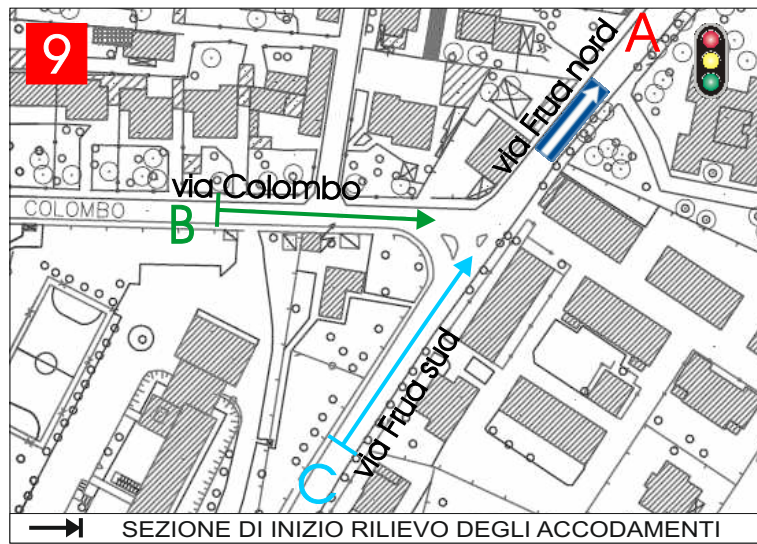 9
A
via Frua nord
via Colombo
COLOMBO
B
via Frua sud
C
SEZIONE DI INIZIO RILIEVO DEGLI ACCODAMENTI